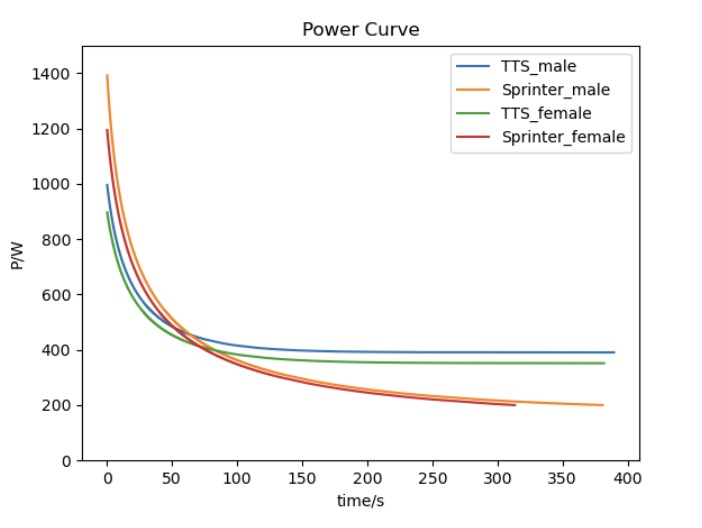 Power Curve
TTS_male
Sprinter_male
TTS_female
Sprinter_female
1400
1200
1000
800
600
400
200
0
P/W
0 50 100 150 200 250 300 350 400
time/s